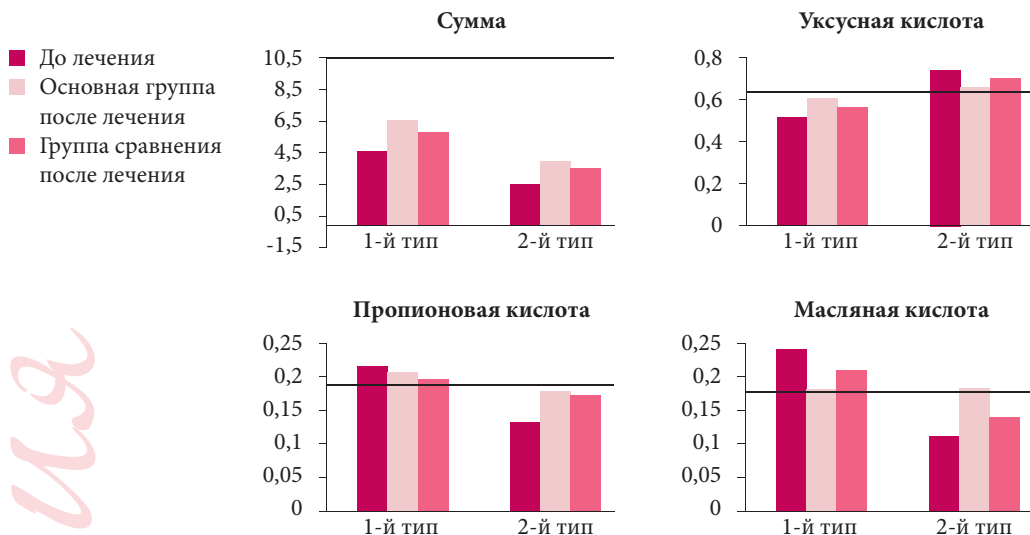 До лечения
Основная группа
после лечения
Группа сравнения
после лечения
Сумма
10,5
8,5
6,5
4,5
2,5
0,5
-1,5
1-й тип
2-й тип
Уксусная кислота
0,8
0,6
0,4
0,2
0
1-й тип
2-й тип
Пропионовая кислота
0,25
0,2
0,15
0,1
0,05
0
1-й тип
2-й тип
Масляная кислота
0,25
0,2
0,15
0,1
0,05
0
1-й тип
2-й тип
ия